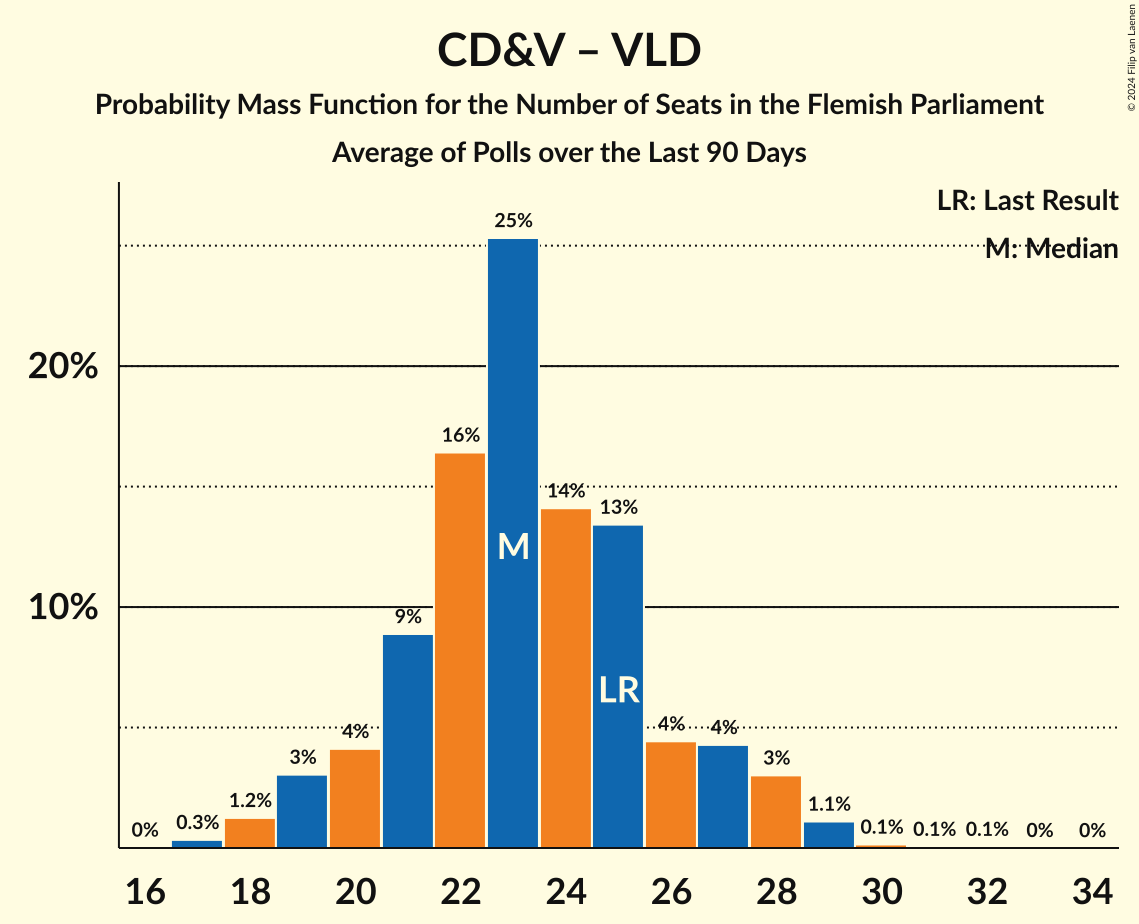 CD&V – VLD
Probability Mass Function for the Number of Seats in the Flemish Parliament
Average of Polls over the Last 90 Days
© 2024 Filip van Laenen
LR: Last Result
M: Median
20%
10%
0%
0.3%
1.2%
3%
4%
9%
16%
25%
14%
13%
4%
4%
3%
1.1%
0.1%
0.1%
0.1%
0%
0%
M
LR
16 18 20 22 24 26 28 30 32 34